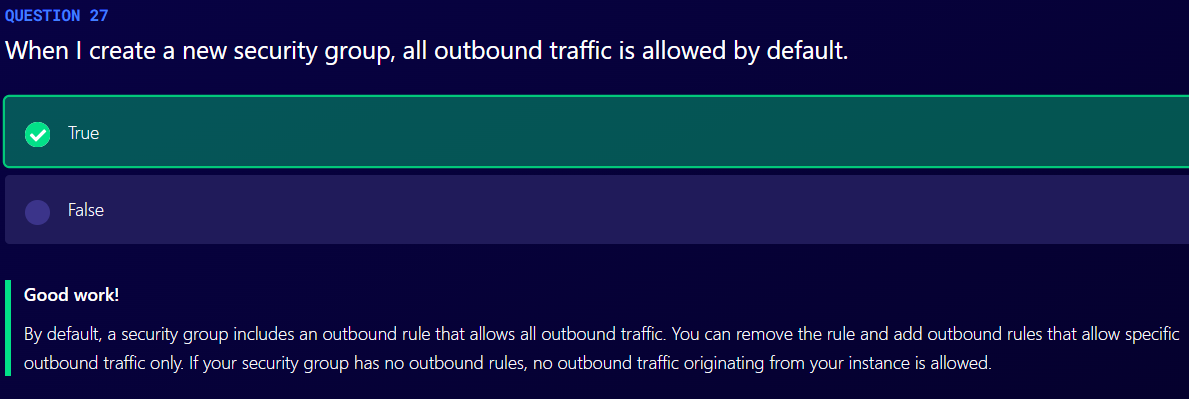 QUESTION 27
When I create a new security group, all outbound traffic is allowed by default.
True
False
Good work!
By default, a security group includes an outbound rule that allows all outbound traffic. You can remove the rule and add outbound rules that allow specific
outbound traffic only. If your security group has no outbound rules, no outbound traffic originating from your instance is allowed.